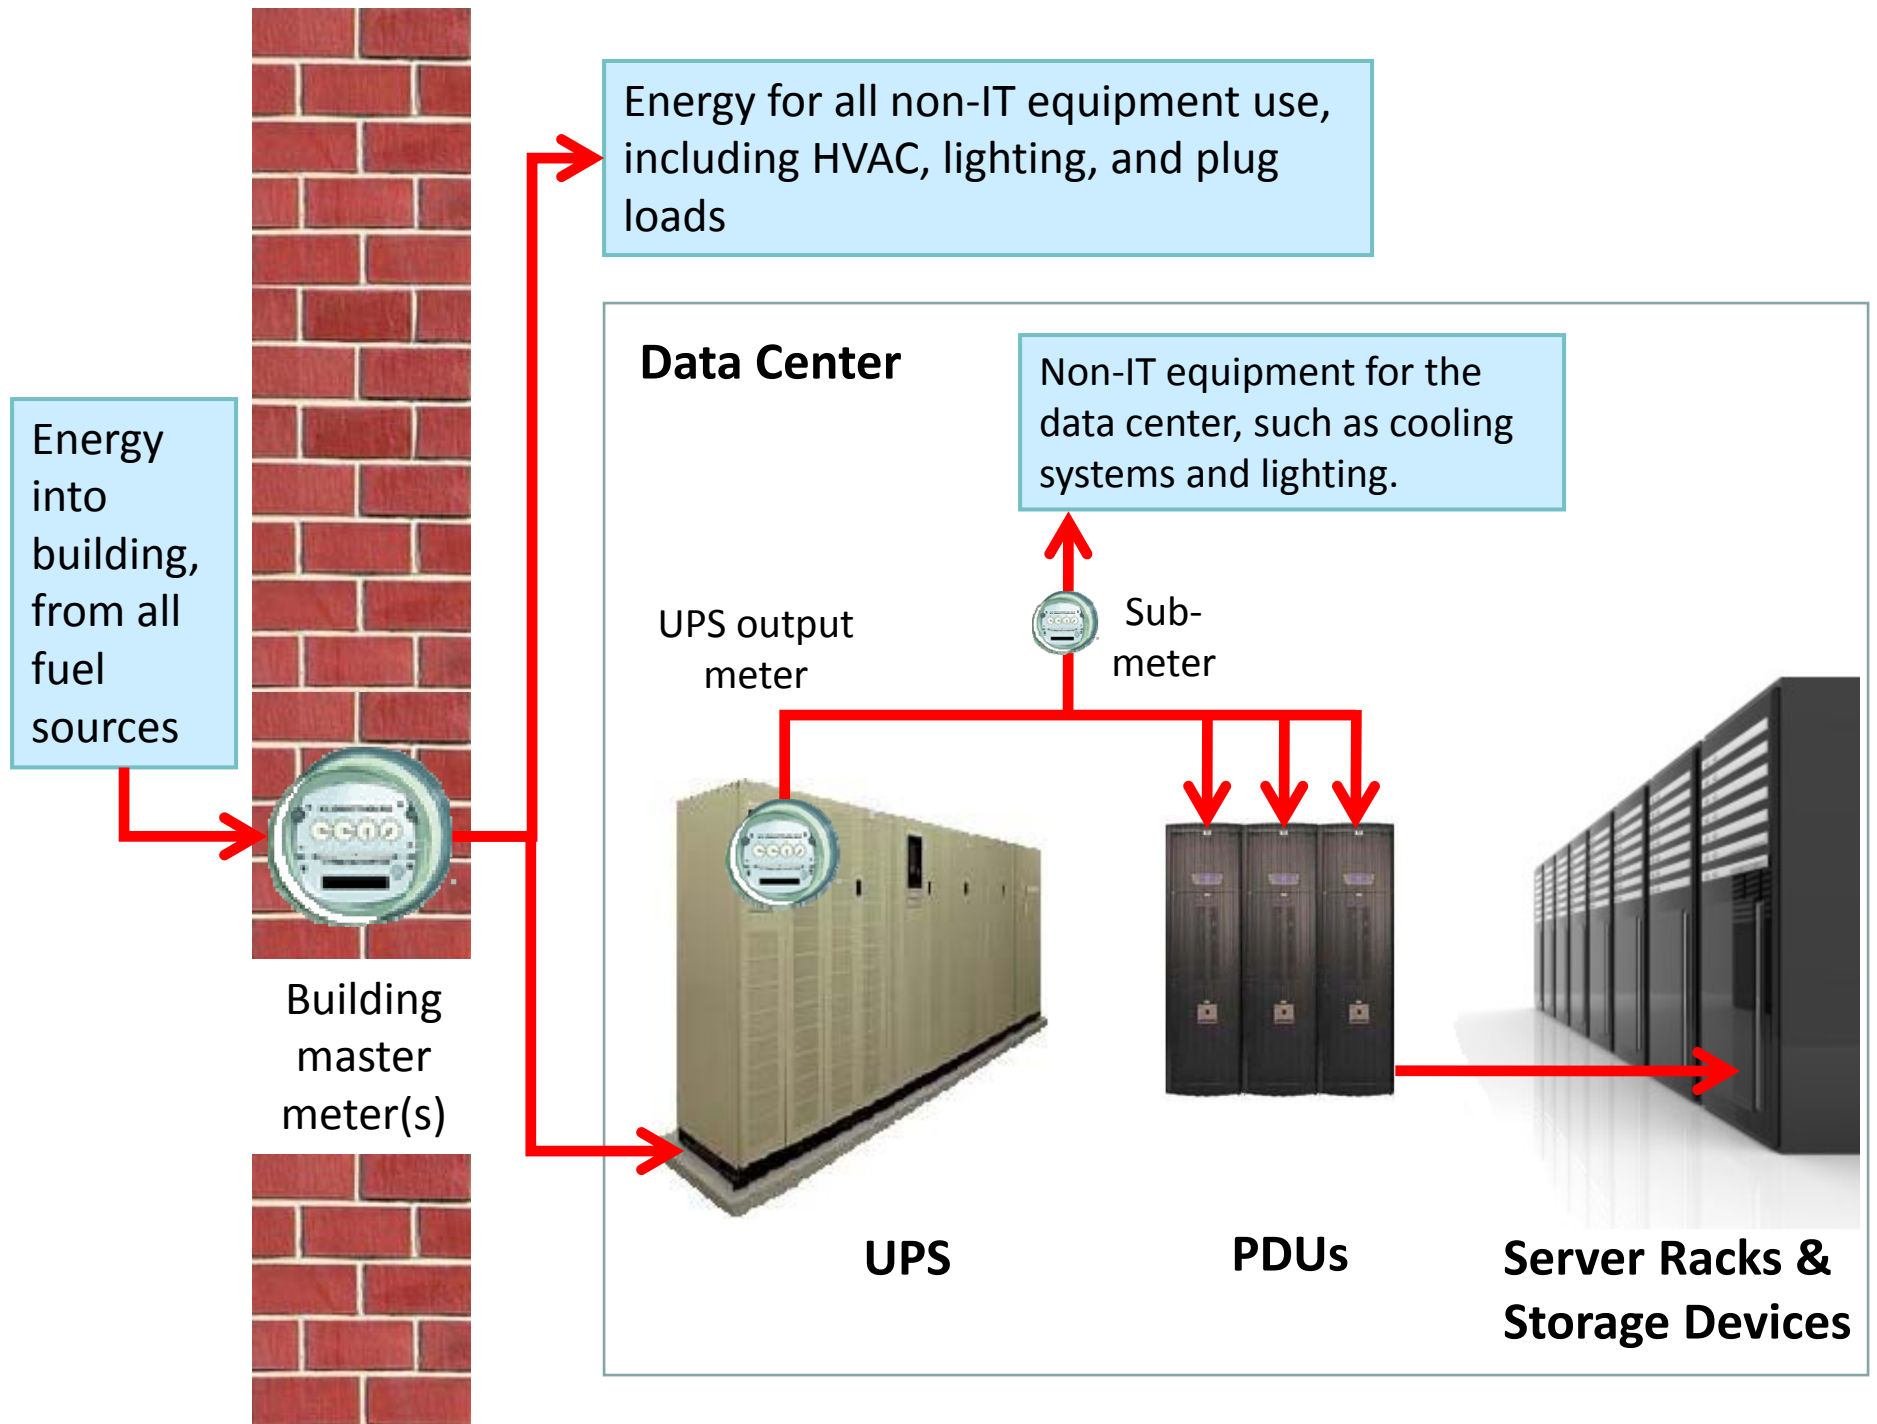 Energy for all non-IT equipment use,
including HVAC, lighting, and plug
loads
Data Center
Non-IT equipment for the
data center, such as cooling
systems and lighting.
Energy
into
building,
from all
fuel
sources
UPS output
meter
Sub-
meter
Building
master
meter(s)
UPS
PDUs
Server Racks &
Storage Devices